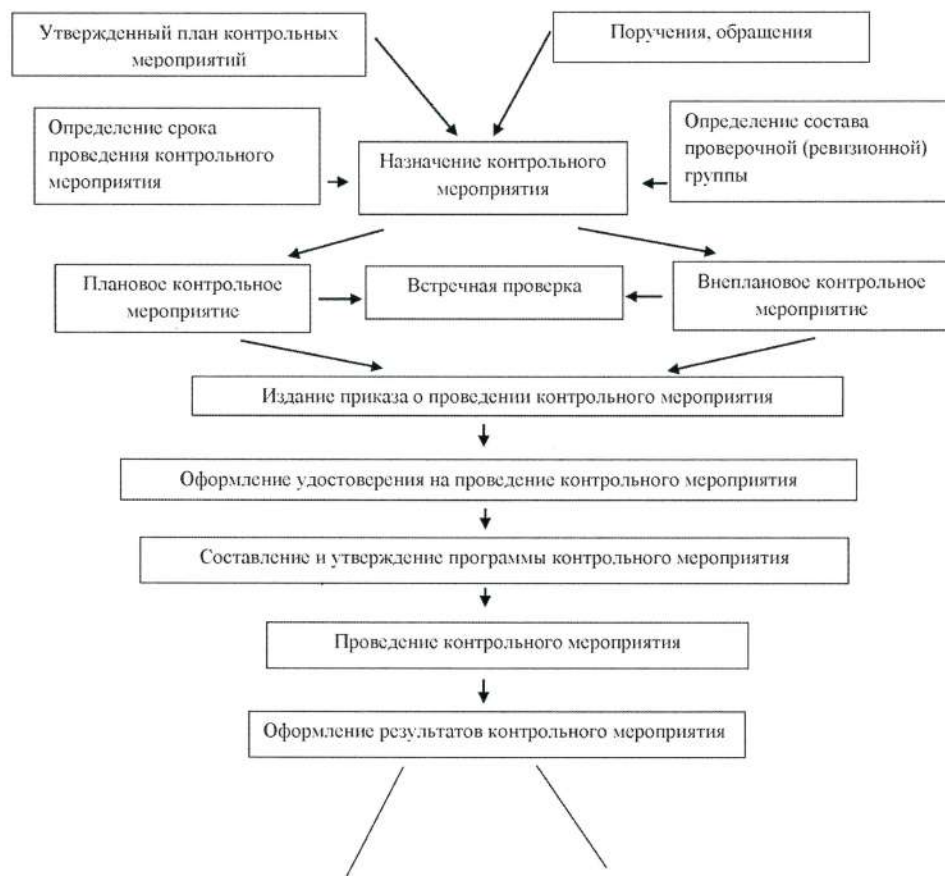 Утвержденный план контрольных
мероприятий
Поручения, обращения
Определение срока
проведения контрольного
мероприятия
Назначение контрольного
мероприятия
Определение состава
проверочной (ревизионной)
группы
Плановое контрольное
мероприятие
Встречная проверка
Внеплановое контрольное
мероприятие
Издание приказа о проведении контрольного мероприятия
Оформление удостоверения на проведение контрольного мероприятия
Составление и утверждение программы контрольного мероприятия
Проведение контрольного мероприятия
Оформление результатов контрольного мероприятия